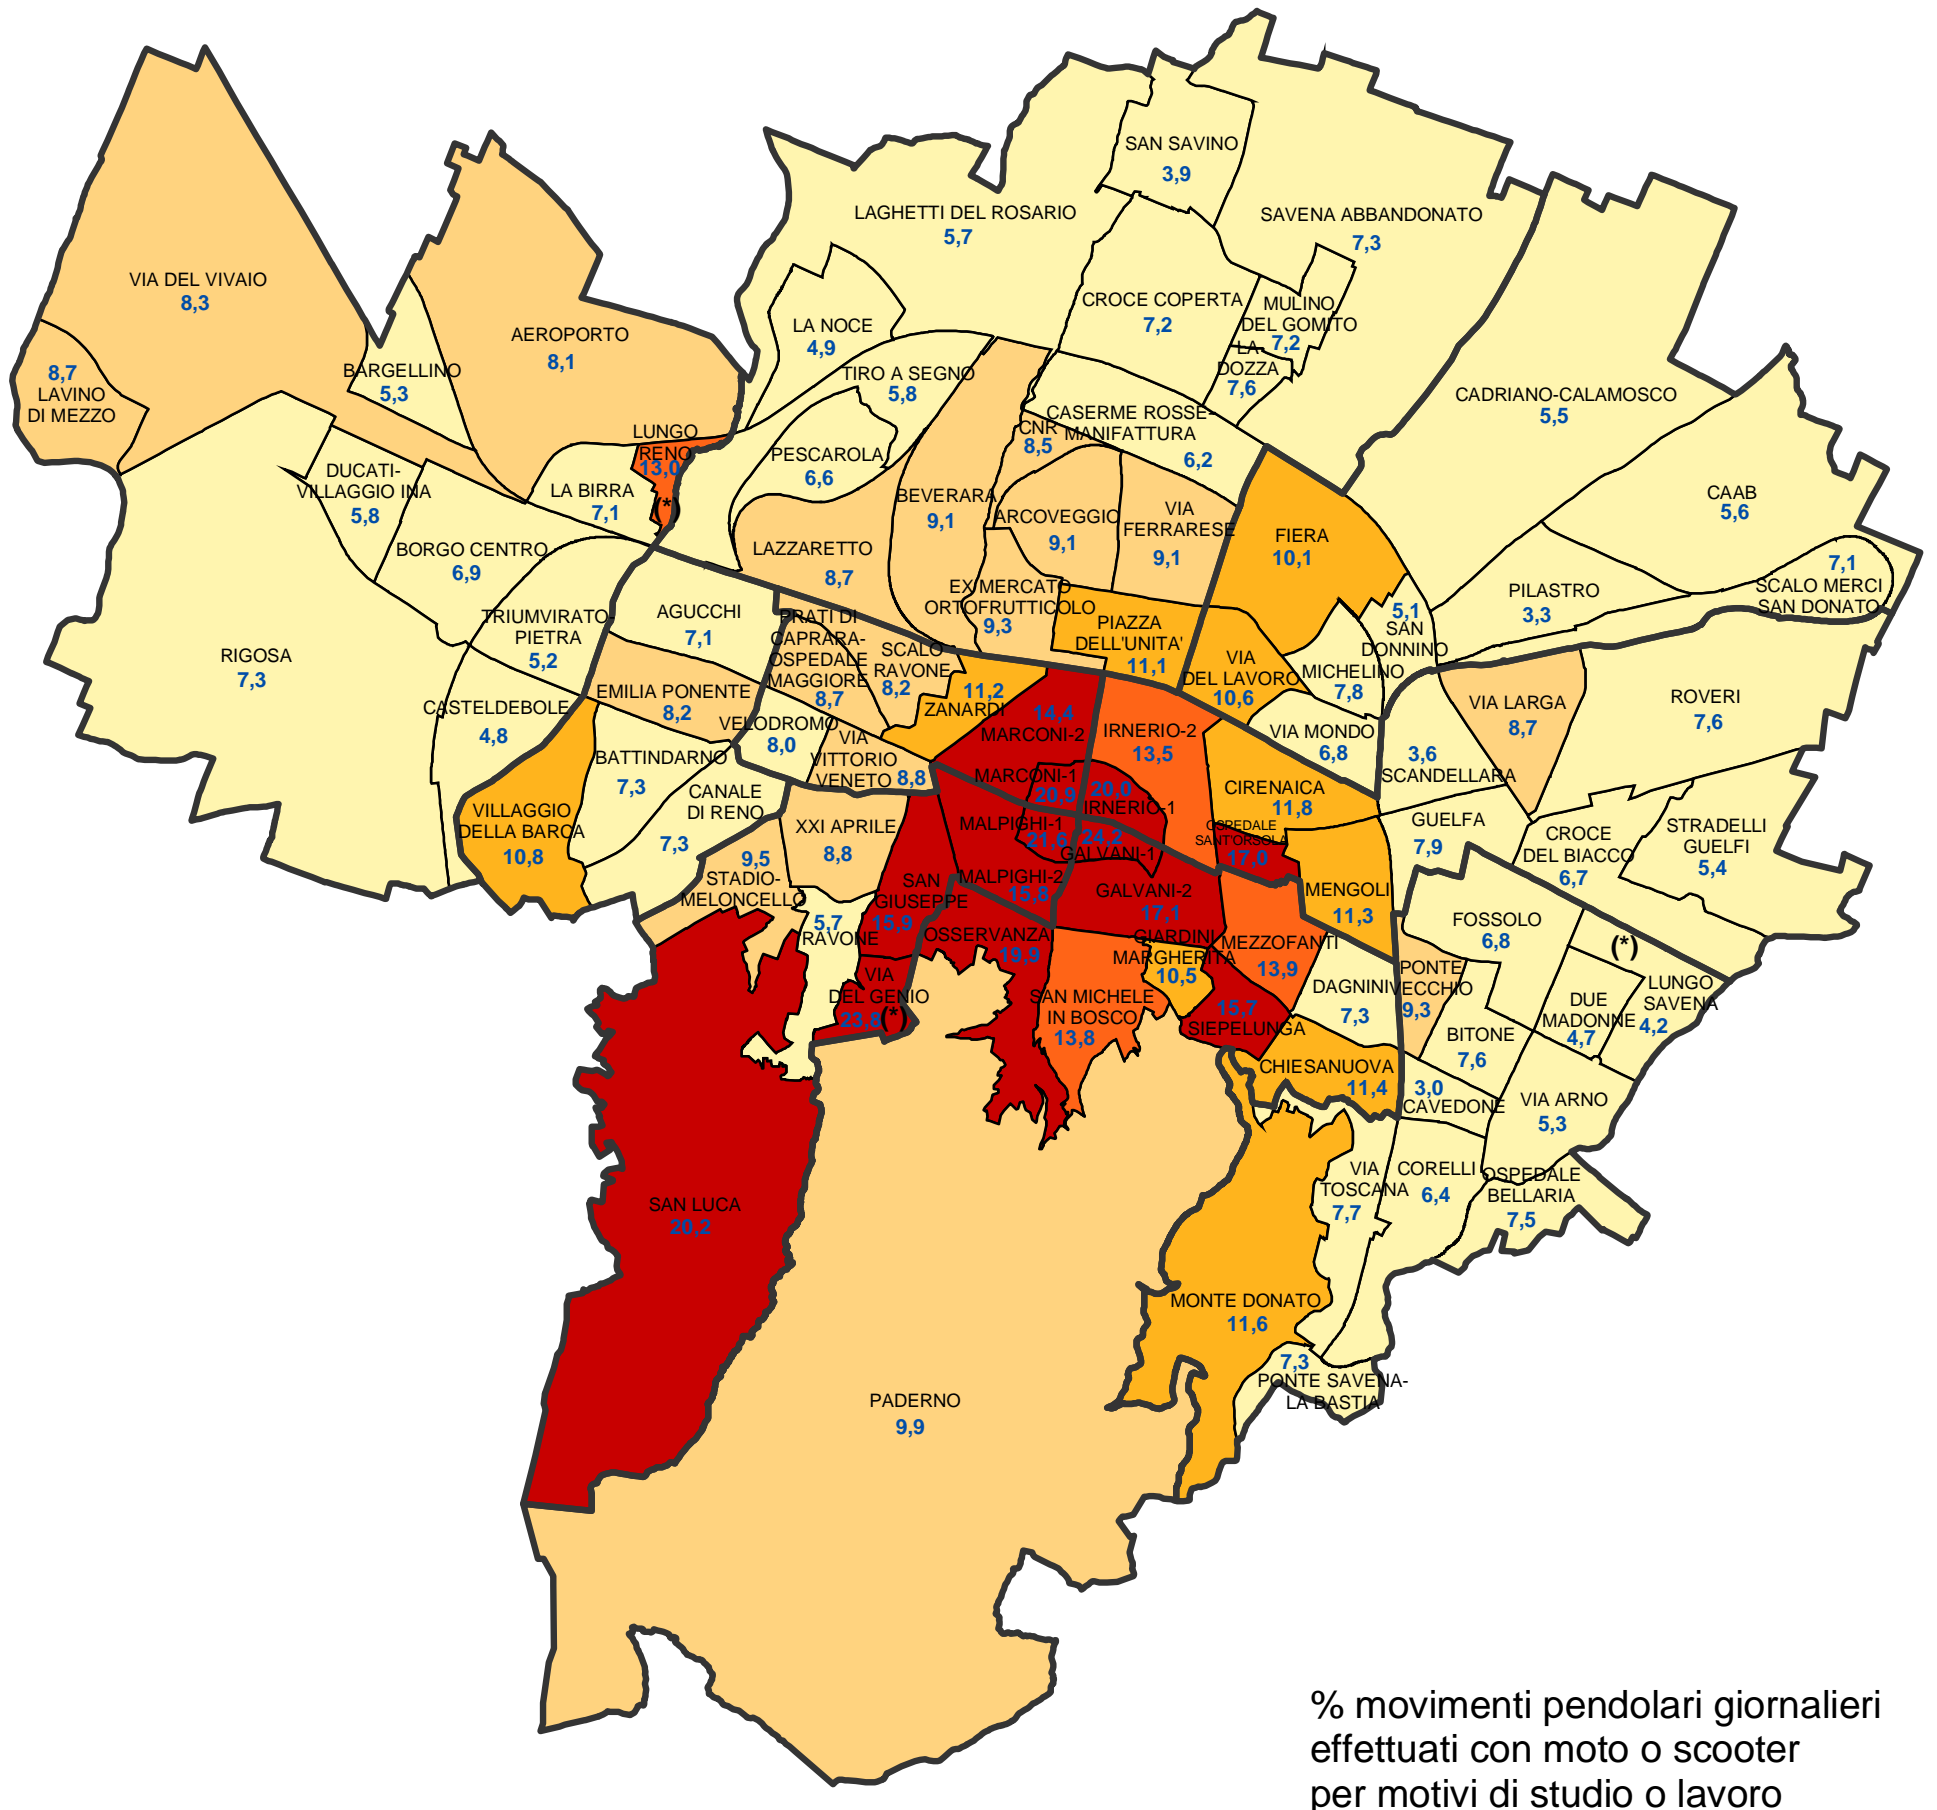 SAN SAVINO
3,9
LAGHETTI DEL ROSARIO
5,7
SAVENA ABBANDONATO
7,3
VIA DEL VIVAIO
8,3
AEROPORTO
8,1
BARGELLINO
5,3
8,7
LAVINO
DI MEZZO
LA NOCE
4,9
CROCE COPERTA
7,2
MULINO
DEL GOMITO
7,2
LA
DOZZA
7,6
TIRO A SEGNO
5,8
CADRIANO-CALAMOSCO
5,5
LUNGO
RENO
13,0
(*)
CASERME ROSSE-
MANIFATTURA
6,2
CNR
8,5
PESCAROLA
6,6
DUCATI-
VILLAGGIO INA
5,8
LA BIRRA
7,1
BEVERARA
9,1
ARCOVEGGIO
9,1
VIA
FERRARESE
9,1
CAAB
5,6
BORGO CENTRO
6,9
LAZZARETTO
8,7
FIERA
10,1
7,1
SCALO MERCI
SAN DONATO
EX MERCATO
ORTOFRUTTICOLO
9,3
PILASTRO
3,3
TRIUMVIRATO-
PIETRA
5,2
AGUCCHI
7,1
PRATI DI
CAPRARA-
OSPEDALE
MAGGIORE
8,7
SCALO
RAVONE
8,2
PIAZZA
DELL'UNITA'
11,1
5,1
SAN
DONNINO
RIGOSA
7,3
VIA
DEL LAVORO
10,6
MICHELINO
7,8
EMILIA PONENTE
8,2
11,2
ZANARDI
VIA LARGA
8,7
ROVERI
7,6
CASTELDEBOLE
4,8
VELODROMO
8,0
14,4
MARCONI-2
IRNERIO-2
13,5
VIA MONDO
6,8
BATTINDARNO
7,3
VIA
VITTORIO
VENETO 8,8
3,6
SCANDELLARA
MARCONI-1
20,9
20,0
IRNERIO-1
CIRENAICA
11,8
CANALE
DI RENO
7,3
VILLAGGIO
DELLA BARCA
10,8
XXI APRILE
8,8
MALPIGHI-1
21,6
24,2
GALVANI-1
OSPEDALE
SANT'ORSOLA
17,0
GUELFA
7,9
CROCE
DEL BIACCO
6,7
STRADELLI
GUELFI
5,4
9,5
STADIO-
MELONCELLO
SAN
GIUSEPPE
15,9
MALPIGHI-2
15,8
GALVANI-2
17,1
MENGOLI
11,3
5,7
RAVONE
OSSERVANZA
19,9
GIARDINI
MARGHERITA
10,5
MEZZOFANTI
13,9
FOSSOLO
6,8
(*)
VIA
DEL GENIO
23,8
(*)
SAN MICHELE
IN BOSCO
13,8
15,7
SIEPELUNGA
DAGNINI
7,3
PONTE
VECCHIO
9,3
BITONE
7,6
DUE
MADONNE
4,7
LUNGO
SAVENA
4,2
CHIESANUOVA
11,4
3,0
CAVEDONE
VIA ARNO
5,3
VIA
TOSCANA
7,7
CORELLI
6,4
OSPEDALE
BELLARIA
7,5
SAN LUCA
20,2
MONTE DONATO
11,6
7,3
PONTE SAVENA-
LA BASTIA
PADERNO
9,9
% movimenti pendolari giornalieri
effettuati con moto o scooter
per motivi di studio o lavoro